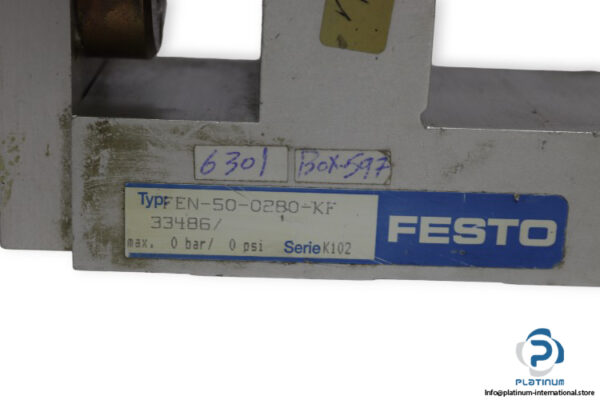 6301 BOX-597
Typ FEN-50-0280-KF
33486/
max. 0 bar/ 0 psi Serie K102
FESTO
PLATINUM
Info@platinum-international.store